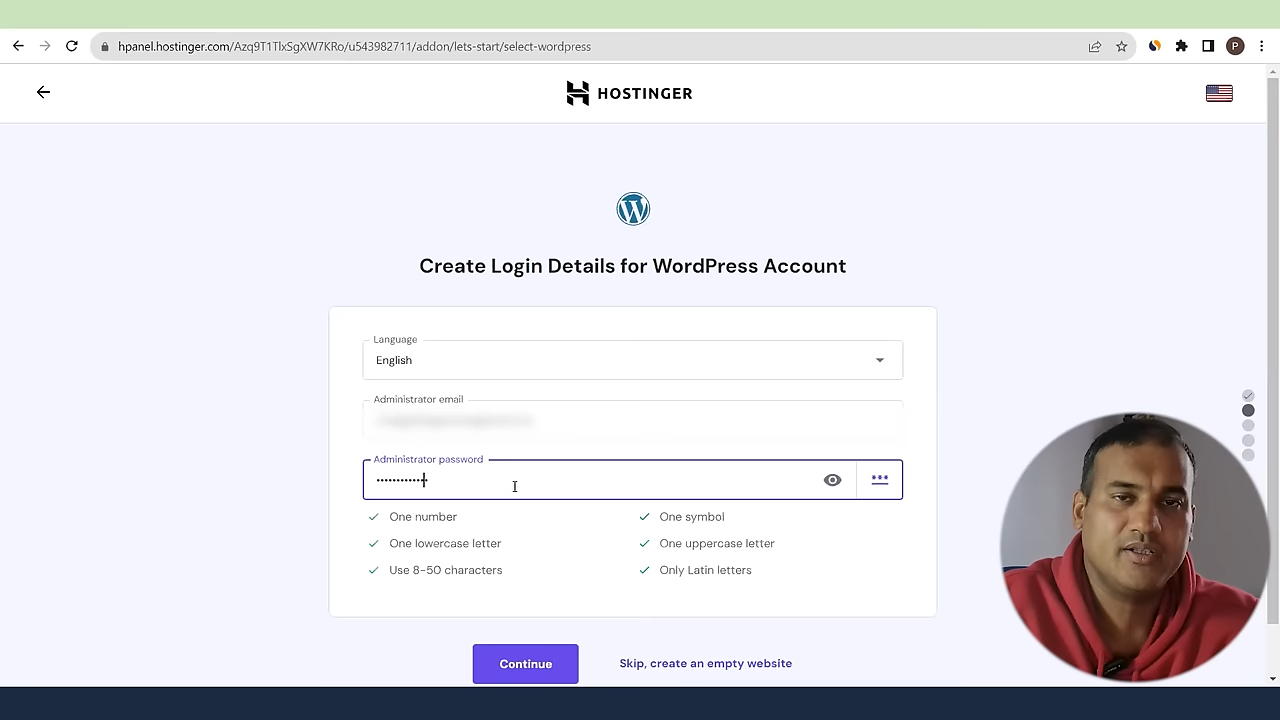 hpanel.hostinger.com/Azq9T1TlxSgXW7KRo/u543982711/addon/lets-start/select-wordpress
P
HOSTINGER
Create Login Details for WordPress Account
Language
English
Administrator email
Administrator password
One number
One symbol
One lowercase letter
One uppercase letter
Use 8-50 characters
Only Latin letters
Continue
Skip, create an empty website